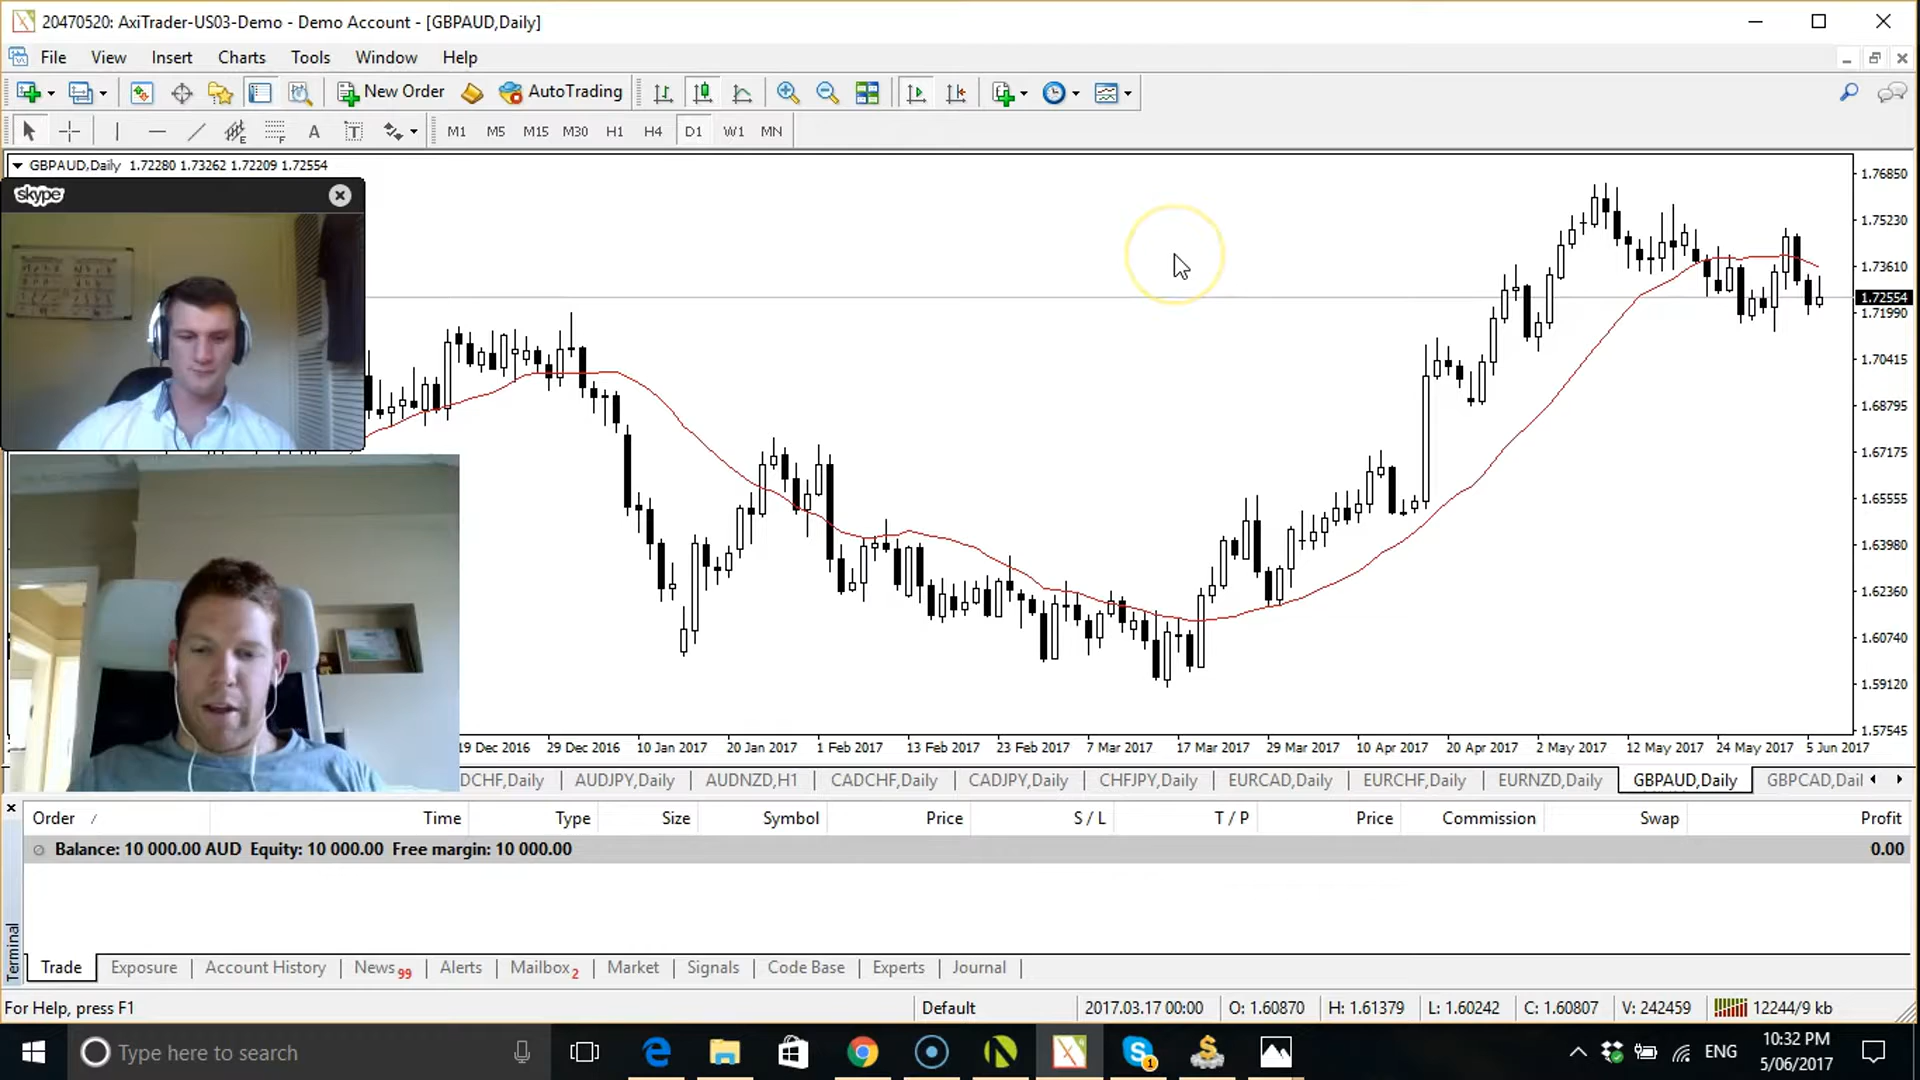 20470520: AxiTrader-US03-Demo - Demo Account - [GBPAUD,Daily]
File View Insert Charts Tools Window Help
New Order AutoTrading
A T M1 M5 M15 M30 H1 H4 D1 W1 MN
GBPAUD,Daily 1.72280 1.73262 1.72209 1.72554
skype
1.76850
1.75230
1.73610
1.72554
1.71990
1.70415
1.68795
1.67175
1.65555
1.63980
1.62360
1.60740
1.59120
1.57545
19 Dec 2016 29 Dec 2016 10 Jan 2017 20 Jan 2017 1 Feb 2017 13 Feb 2017 23 Feb 2017 7 Mar 2017 17 Mar 2017 29 Mar 2017 10 Apr 2017 20 Apr 2017 2 May 2017 12 May 2017 24 May 2017 5 Jun 2017
DCHF,Daily AUDJPY,Daily AUDNZD,H1 CADCHF,Daily CADJPY,Daily CHFJPY,Daily EURCAD,Daily EURCHF,Daily EURNZD,Daily GBPAUD,Daily GBPCAD,Dail
Order / Time Type Size Symbol Price S / L T / P Price Commission Swap Profit
Balance: 10 000.00 AUD Equity: 10 000.00 Free margin: 10 000.00 0.00
Terminal
Trade Exposure Account History News 99 Alerts Mailbox 2 Market Signals Code Base Experts Journal
For Help, press F1 Default 2017.03.17 00:00 O: 1.60870 H: 1.61379 L: 1.60242 C: 1.60807 V: 242459 12244/9 kb
Type here to search 1 ENG 10:32 PM
5/06/2017